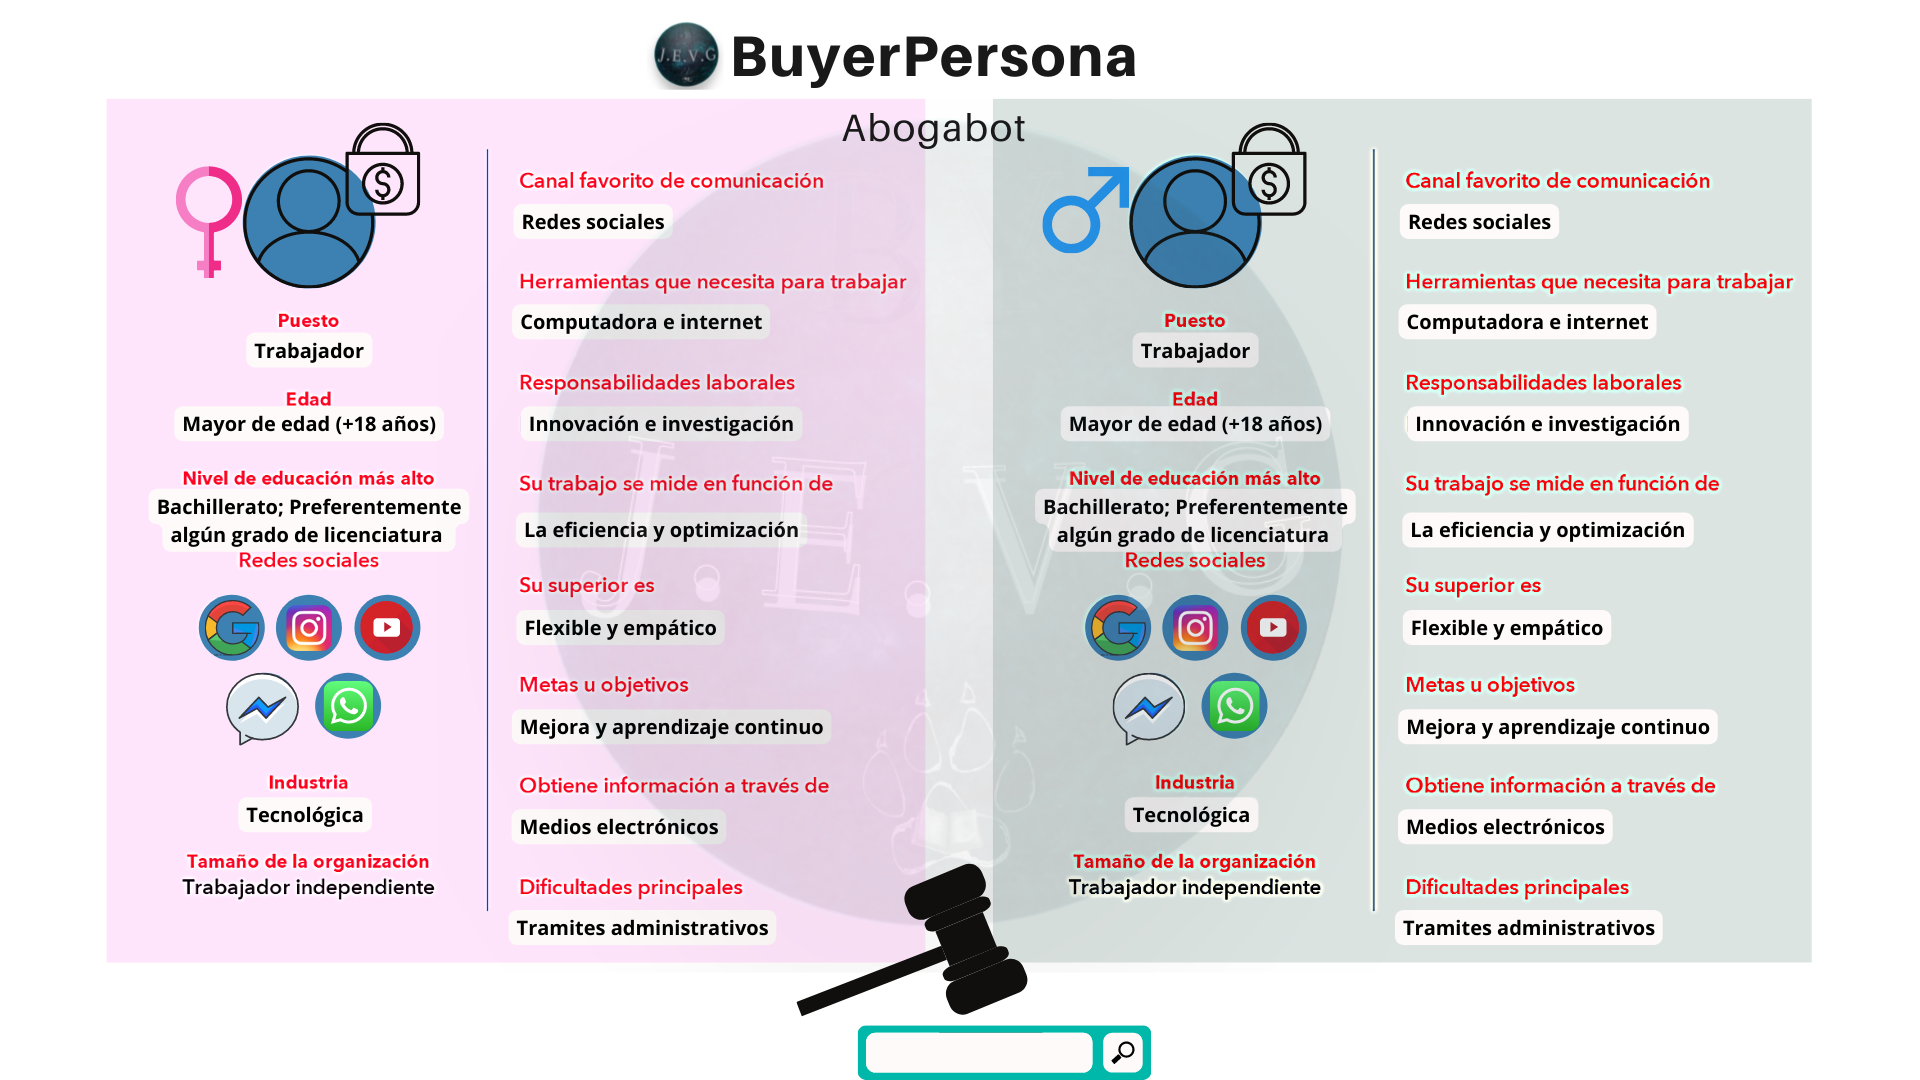 J.E.V.G
BuyerPersona
Abogabot
Puesto
Trabajador
Edad
Mayor de edad (+18 años)
Nivel de educación más alto
Bachillerato; Preferentemente
algún grado de licenciatura
Redes sociales
Industria
Tecnológica
Tamaño de la organización
Trabajador independiente
Canal favorito de comunicación
Redes sociales
Herramientas que necesita para trabajar
Computadora e internet
Responsabilidades laborales
Innovación e investigación
Su trabajo se mide en función de
La eficiencia y optimización
Su superior es
Flexible y empático
Metas u objetivos
Mejora y aprendizaje continuo
Obtiene información a través de
Medios electrónicos
Dificultades principales
Tramites administrativos
Puesto
Trabajador
Edad
Mayor de edad (+18 años)
Nivel de educación más alto
Bachillerato; Preferentemente
algún grado de licenciatura
Redes sociales
Industria
Tecnológica
Tamaño de la organización
Trabajador independiente
Canal favorito de comunicación
Redes sociales
Herramientas que necesita para trabajar
Computadora e internet
Responsabilidades laborales
Innovación e investigación
Su trabajo se mide en función de
La eficiencia y optimización
Su superior es
Flexible y empático
Metas u objetivos
Mejora y aprendizaje continuo
Obtiene información a través de
Medios electrónicos
Dificultades principales
Tramites administrativos
J.E.V.G